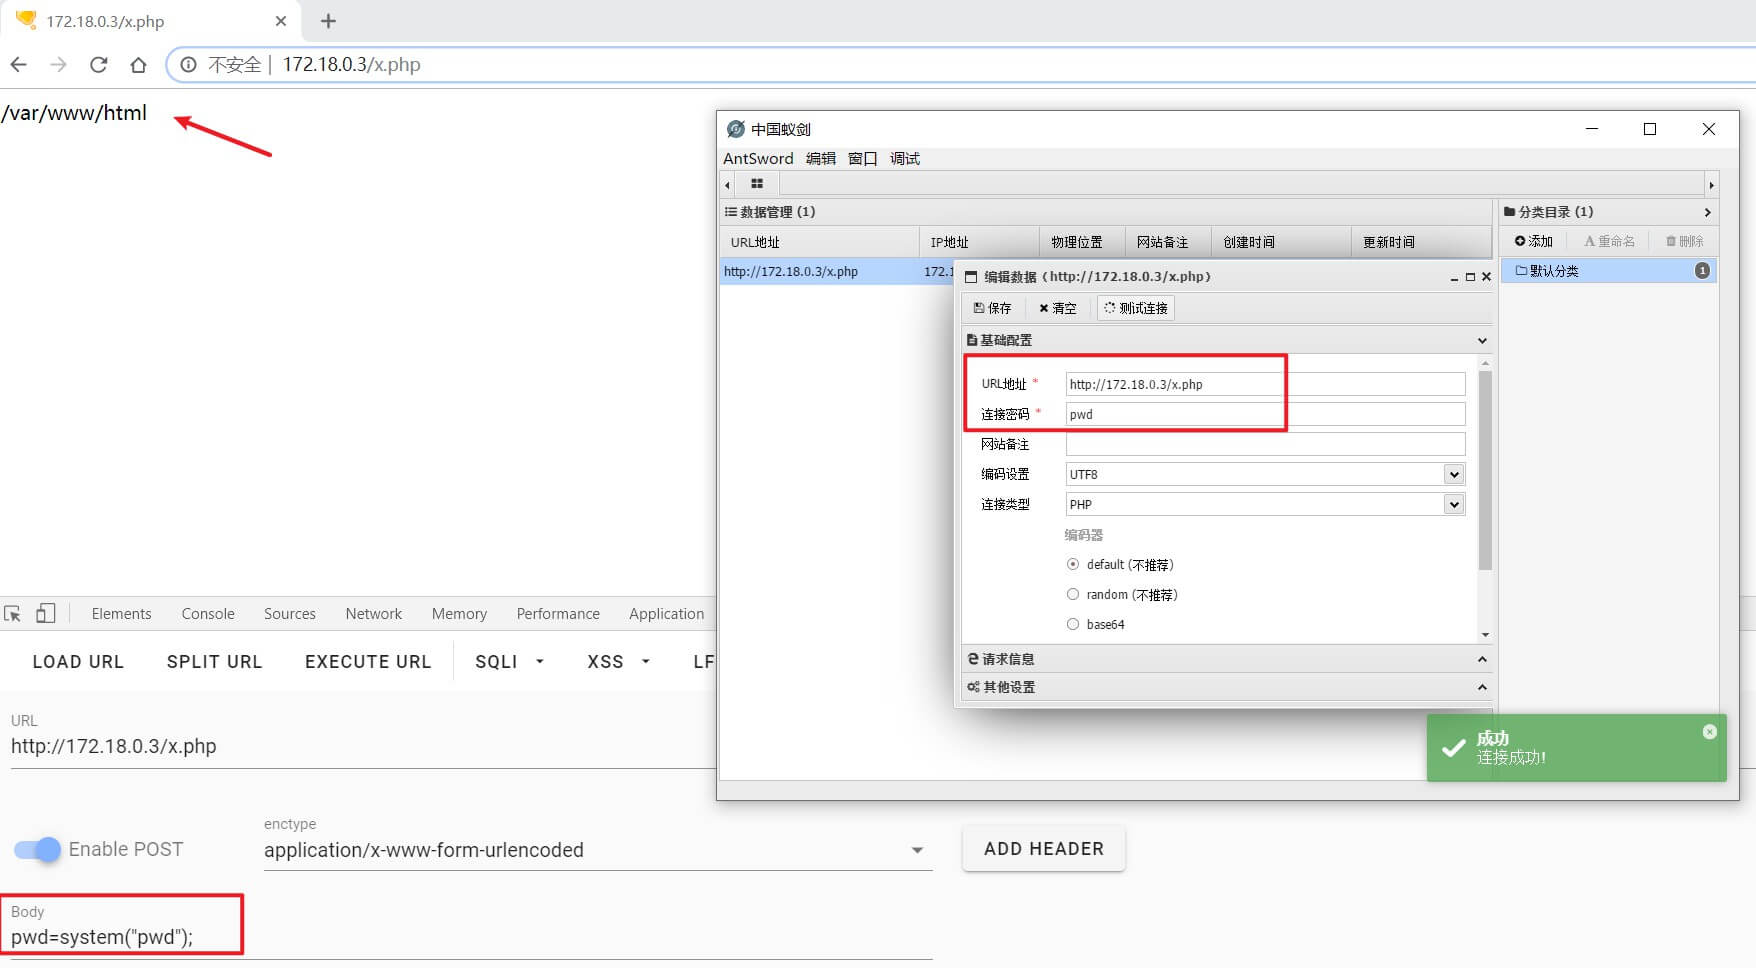 172.18.0.3/x.php
不安全 | 172.18.0.3/x.php
/var/www/html
中国蚁剑
AntSword 编辑 窗口 调试
数据管理 (1)
URL地址 IP地址 物理位置 网站备注 创建时间 更新时间
http://172.18.0.3/x.php 172.1
分类目录 (1)
添加 重命名 删除
默认分类 1
编辑数据 (http://172.18.0.3/x.php)
保存 清空 测试连接
基础配置
URL地址 * http://172.18.0.3/x.php
连接密码 * pwd
网站备注
编码设置 UTF8
连接类型 PHP
编码器
default (不推荐)
random (不推荐)
base64
请求信息
其他设置
成功
连接成功!
Elements Console Sources Network Memory Performance Application
LOAD URL SPLIT URL EXECUTE URL SQLI XSS LF
URL
http://172.18.0.3/x.php
Enable POST
enctype
application/x-www-form-urlencoded
ADD HEADER
Body
pwd=system("pwd");